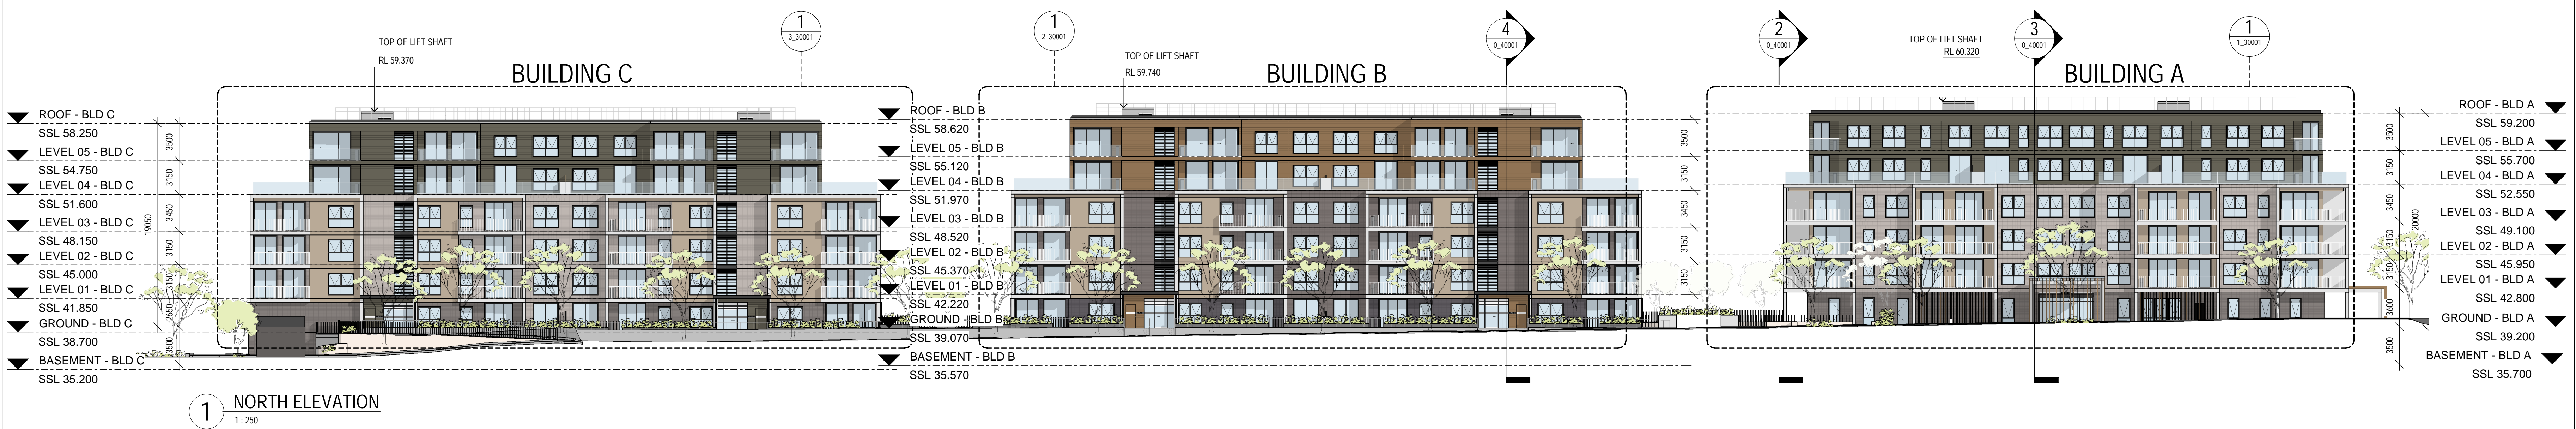 1
3_30001
1
2_30001
4
0_40001
2
0_40001
3
0_40001
1
1_30001
TOP OF LIFT SHAFT
RL 59.370
TOP OF LIFT SHAFT
RL 59.740
TOP OF LIFT SHAFT
RL 60.320
BUILDING C
BUILDING B
BUILDING A
ROOF - BLD C
SSL 58.250
LEVEL 05 - BLD C
SSL 54.750
LEVEL 04 - BLD C
SSL 51.600
LEVEL 03 - BLD C
SSL 48.150
LEVEL 02 - BLD C
SSL 45.000
LEVEL 01 - BLD C
SSL 41.850
GROUND - BLD C
SSL 38.700
BASEMENT - BLD C
SSL 35.200
19050
3500
3150
3450
3150
3150
2650
3500
ROOF - BLD B
SSL 58.620
LEVEL 05 - BLD B
SSL 55.120
LEVEL 04 - BLD B
SSL 51.970
LEVEL 03 - BLD B
SSL 48.520
LEVEL 02 - BLD B
SSL 45.370
LEVEL 01 - BLD B
SSL 42.220
GROUND - BLD B
SSL 39.070
BASEMENT - BLD B
SSL 35.570
3500
3150
3450
3150
3150
ROOF - BLD A
SSL 59.200
LEVEL 05 - BLD A
SSL 55.700
LEVEL 04 - BLD A
SSL 52.550
LEVEL 03 - BLD A
SSL 49.100
LEVEL 02 - BLD A
SSL 45.950
LEVEL 01 - BLD A
SSL 42.800
GROUND - BLD A
SSL 39.200
BASEMENT - BLD A
SSL 35.700
3500
3150
3450
3150
3150
3600
3500
20000
1
NORTH ELEVATION
1 : 250